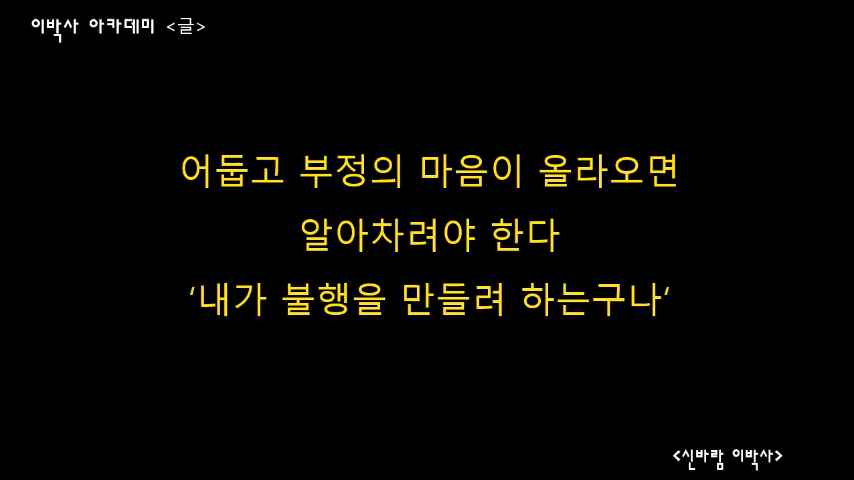 이박사 아카데미 <글>
어둡고 부정의 마음이 올라오면
알아차려야 한다
‘내가 불행을 만들려 하는구나‘
<신바람 이박사>